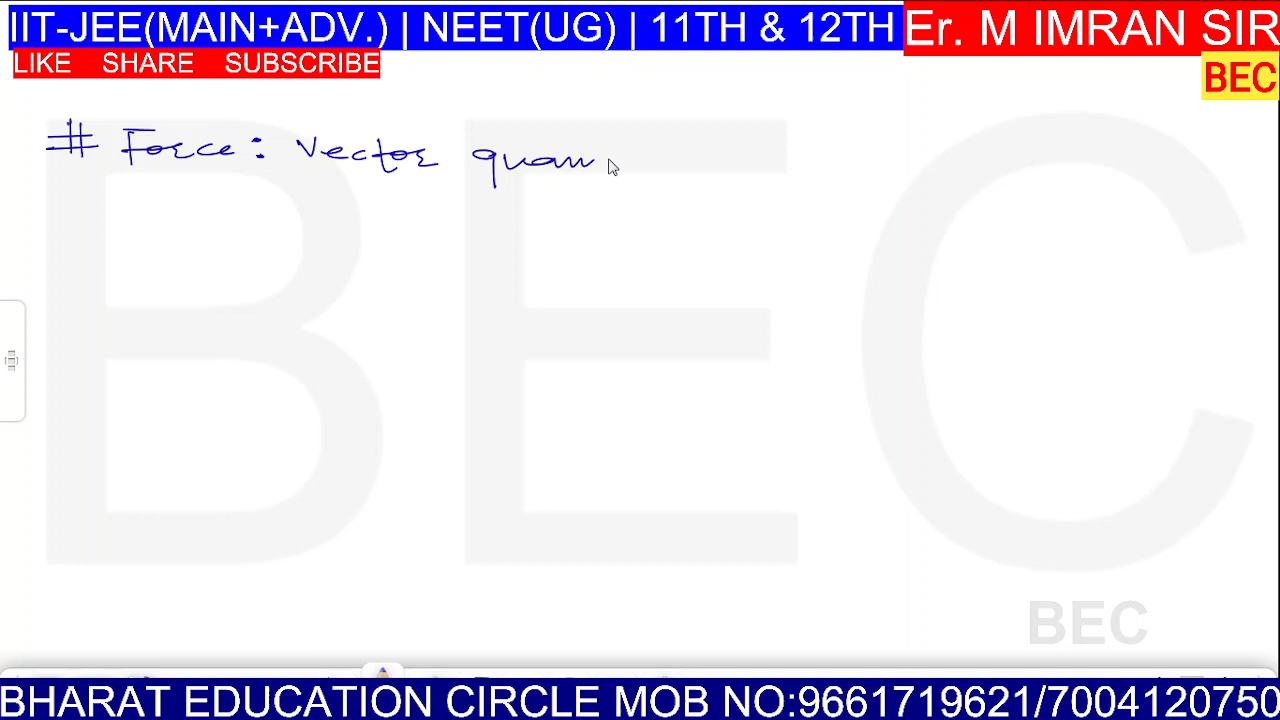 IIT-JEE(MAIN+ADV.) | NEET(UG) | 11TH & 12TH Er. M IMRAN SIR
LIKE SHARE SUBSCRIBE
BEC
# Force: Vector quan
BEC
BEC
BHARAT EDUCATION CIRCLE MOB NO:9661719621/7004120750